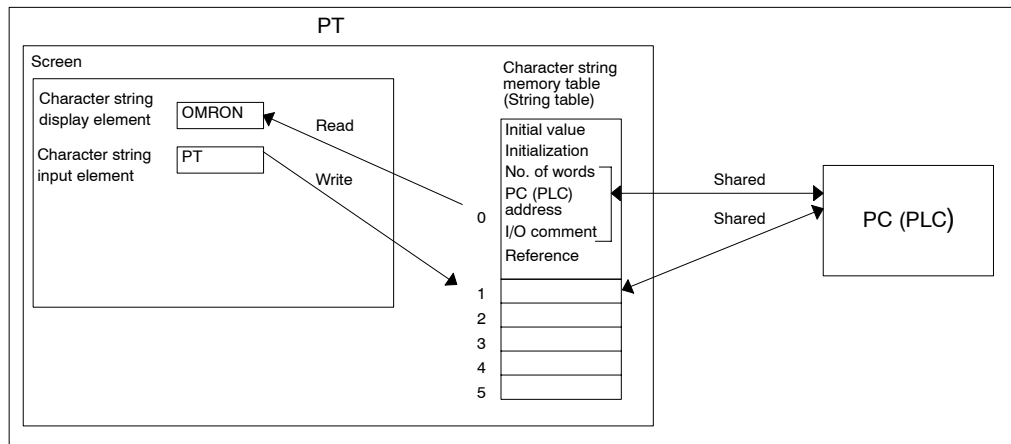 PT
Screen
Character string
display element
OMRON
Character string
input element
PT
Read
Write
Character string
memory table
(String table)
0
Initial value
Initialization
No. of words
PC (PLC)
address
I/O comment
Reference
1
2
3
4
5
Shared
Shared
PC (PLC)